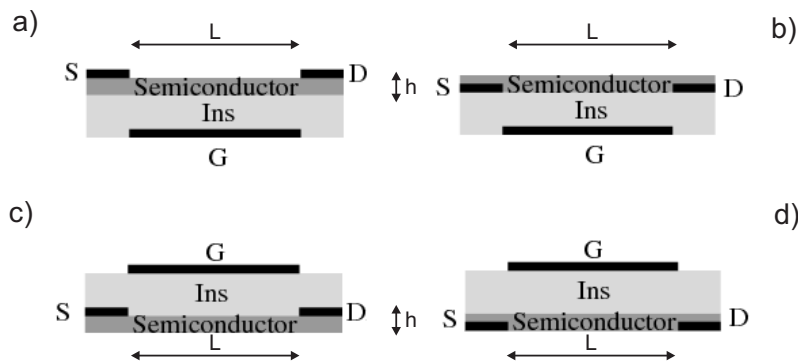 a)
L
S
Semiconductor
D
h
Ins
G
b)
L
S
Semiconductor
D
Ins
G
c)
G
Ins
S
D
Semiconductor
h
L
d)
G
Ins
S
D
Semiconductor
L